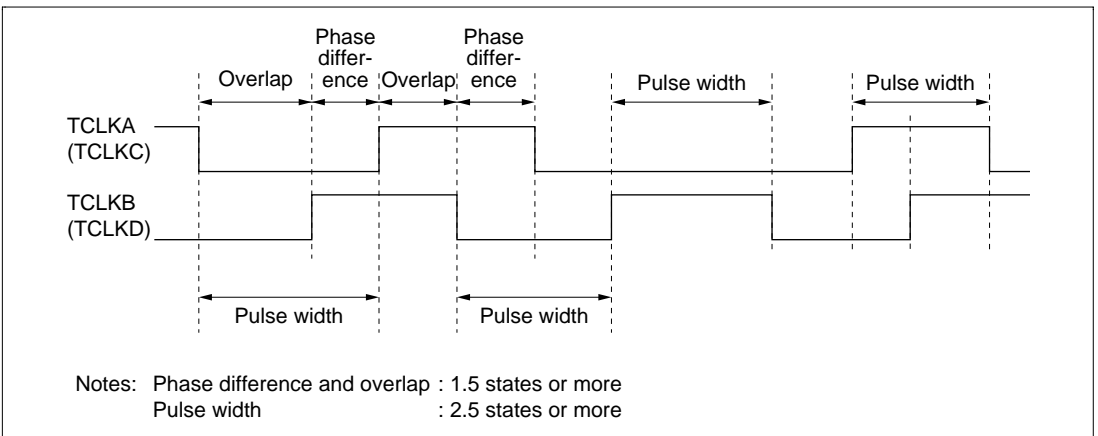 Phase
differ-
ence
Phase
differ-
ence
Overlap
Overlap
Pulse width
Pulse width
TCLKA
(TCLKC)
TCLKB
(TCLKD)
Pulse width
Pulse width
Notes: Phase difference and overlap : 1.5 states or more
Pulse width : 2.5 states or more